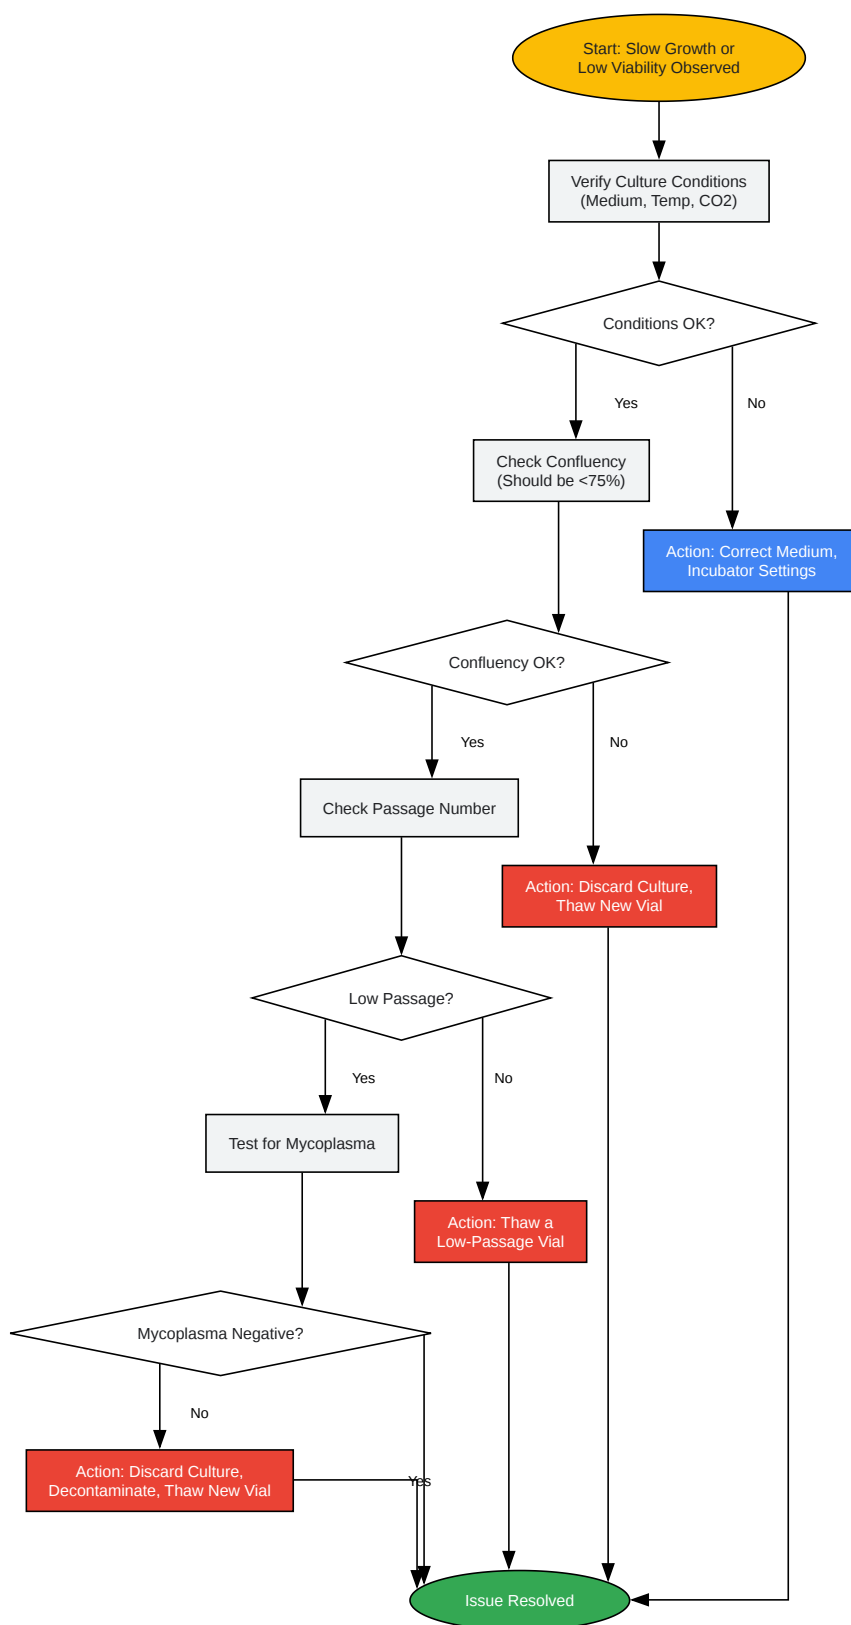 Start: Slow Growth or
Low Viability Observed
Verify Culture Conditions
(Medium, Temp, CO2)
Conditions OK?
Yes
No
Check Confluency
(Should be <75%)
Action: Correct Medium,
Incubator Settings
Confluency OK?
Yes
No
Check Passage Number
Action: Discard Culture,
Thaw New Vial
Low Passage?
Yes
No
Test for Mycoplasma
Action: Thaw a
Low-Passage Vial
Mycoplasma Negative?
No
Action: Discard Culture,
Decontaminate, Thaw New Vial
Yes
Issue Resolved